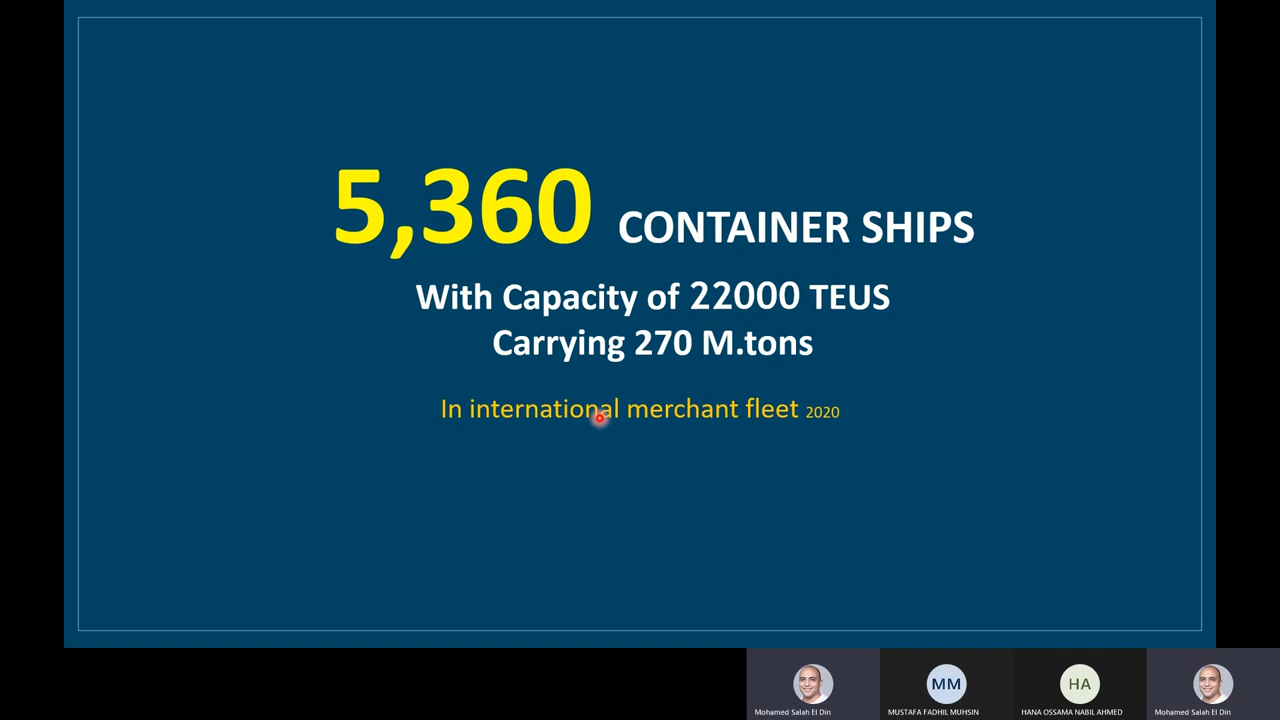 5,360 CONTAINER SHIPS
With Capacity of 22000 TEUS
Carrying 270 M.tons
In international merchant fleet 2020
MM
HA
Mohamed Salah El Din
MUSTAFA FADHIL MUHSIN
HANA OSSAMA NABIL AHMED
Mohamed Salah El Din